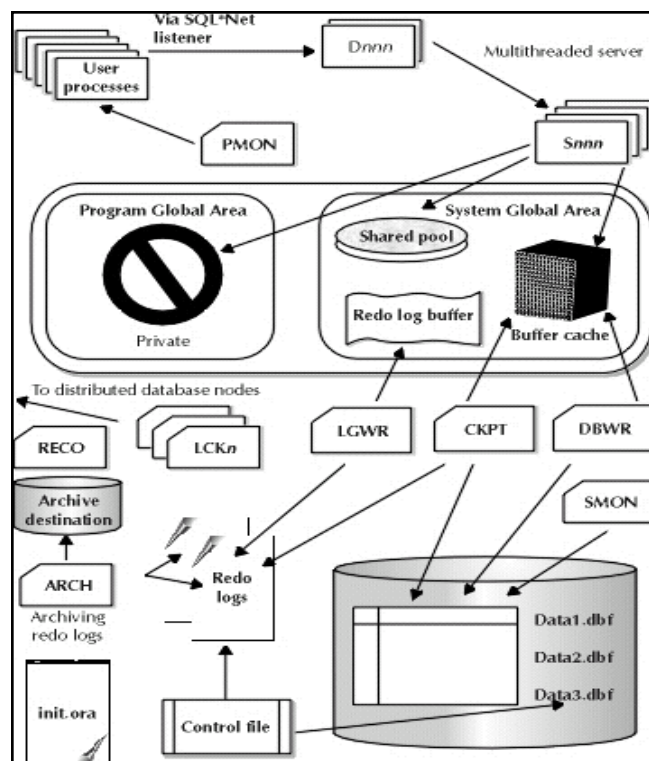 Via SQL*Net
listener
Dnnn
Multithreaded server
User
processes
PMON
Snnn
Program Global Area
System Global Area
Shared pool
Redo log buffer
Private
Buffer cache
To distributed database nodes
RECO
LCKn
LGWR
CKPT
DBWR
Archive
destination
SMON
ARCH
Redo
logs
Archiving
redo logs
Data1.dbf
Data2.dbf
Data3.dbf
init.ora
Control file